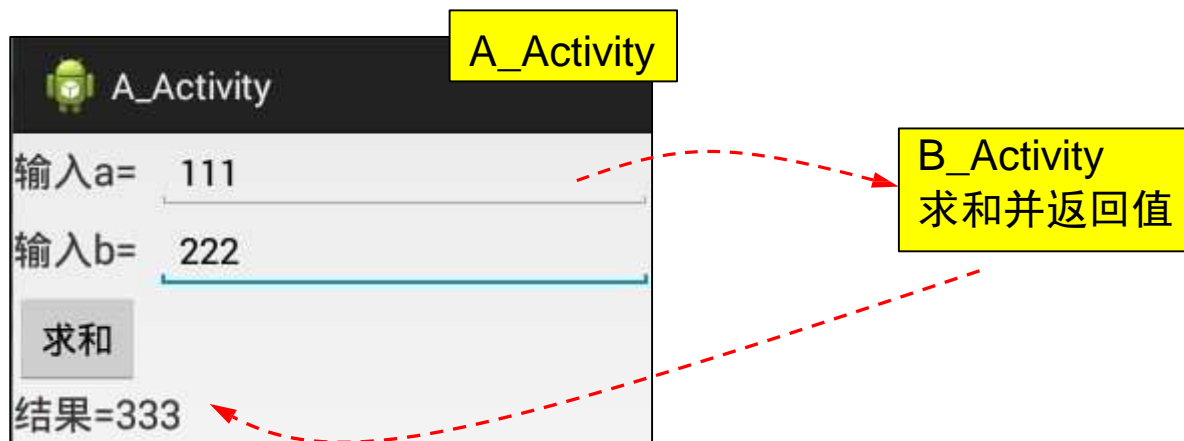 A_Activity
A_Activity
输入a= 111
B_Activity
求和并返回值
输入b= 222
求和
结果=333